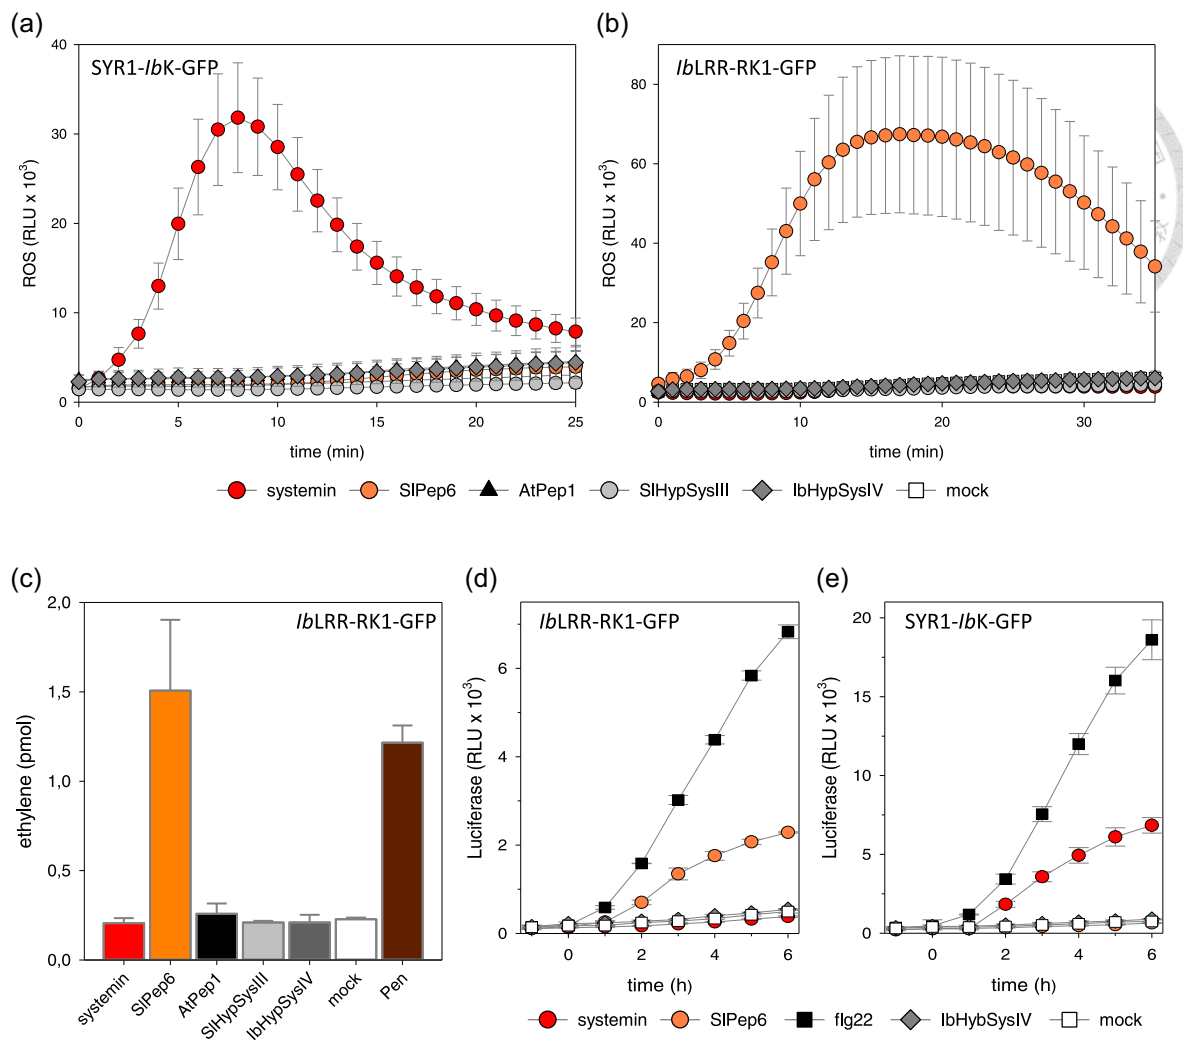 (a)
(b)
SYR1-IbK-GFP
IbLRR-RK1-GFP
40
30
20
10
0
ROS (RLU x 10³)
0
5
10
15
20
25
time (min)
80
60
40
20
0
ROS (RLU x 10³)
0
10
20
30
time (min)
systemin
SlPep6
AtPep1
SlHypSysIII
IbHypSysIV
mock
(c)
(d)
(e)
IbLRR-RK1-GFP
2,0
1,5
1,0
0,5
0,0
ethylene (pmol)
systemin
SlPep6
AtPep1
SlHypSysIII
IbHypSysIV
mock
Pen
IbLRR-RK1-GFP
6
4
2
0
Luciferase (RLU x 10³)
0
2
4
6
time (h)
SYR1-IbK-GFP
20
15
10
5
0
Luciferase (RLU x 10³)
0
2
4
6
time (h)
systemin
SlPep6
flg22
IbHybSysIV
mock